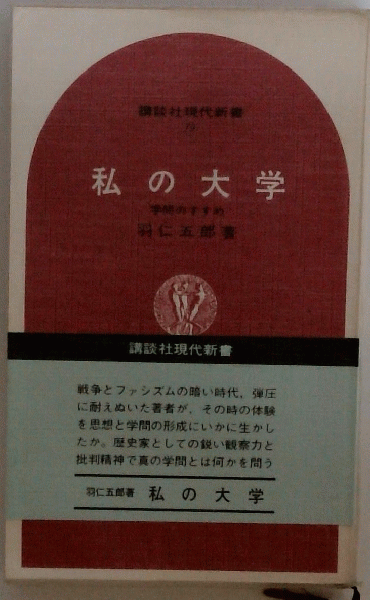 講談社現代新書
79
私の大学
学問のすすめ
羽仁五郎著
講談社現代新書
戦争とファシズムの暗い時代、弾圧
に耐えぬいた著者が、その時の体験
を思想と学問の形成にいかに生かし
たか。歴史家としての鋭い観察力と
批判精神で真の学問とは何かを問う
羽仁五郎著 私の大学